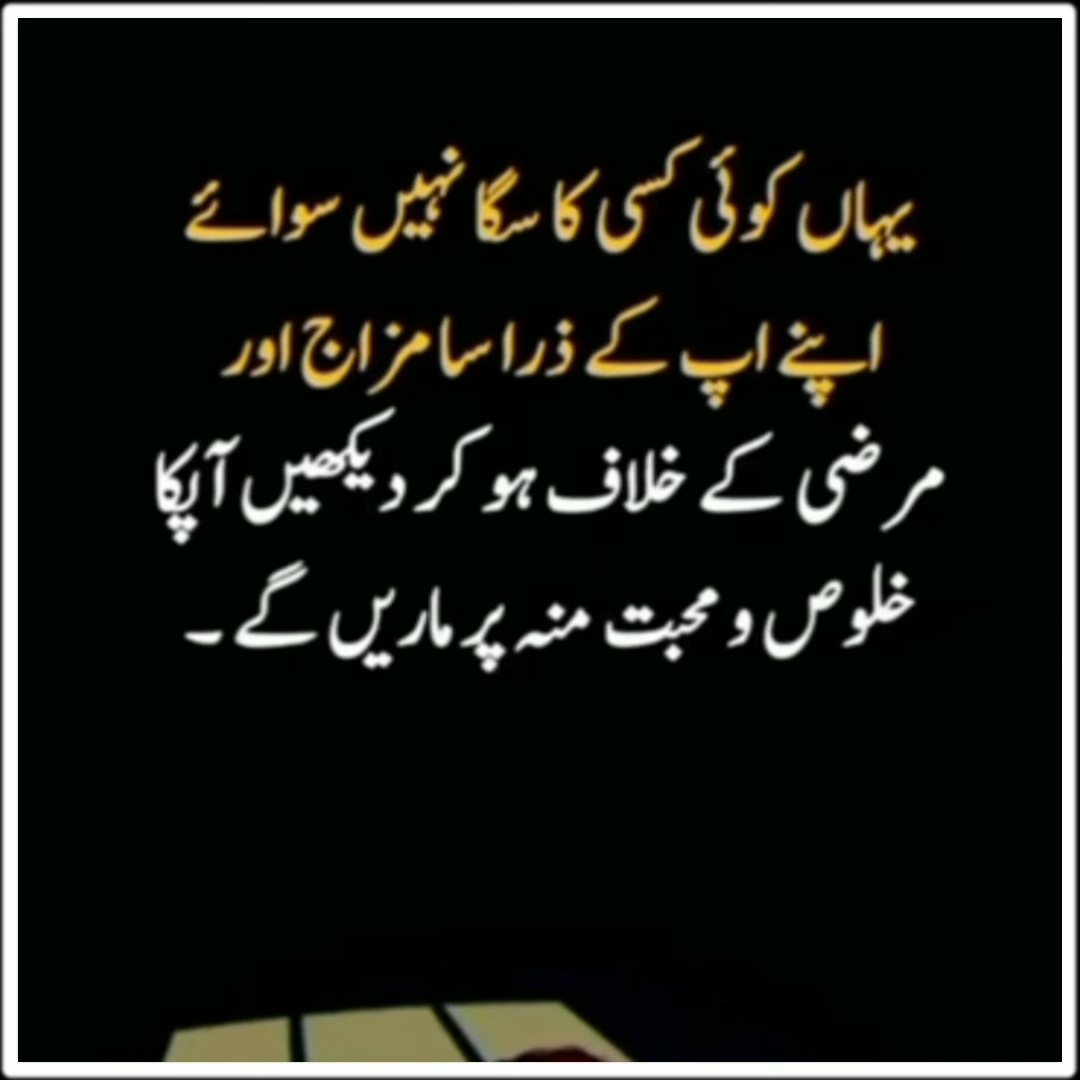 یہاں کوئی کسی کا سگا نہیں سوائے
اپنے اپ کے ذرا سا مزاج اور
مرضی کے خلاف ہو کر دیکھیں آپکا
خلوص و محبت منہ پر ماریں گے ۔